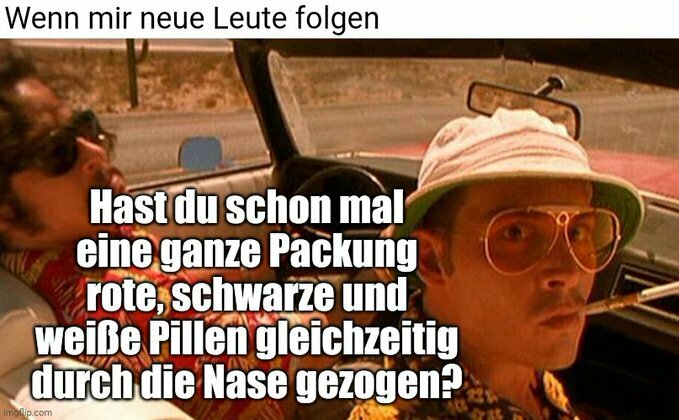 Wenn mir neue Leute folgen
Hast du schon mal
eine ganze Packung
rote, schwarze und
weiße Pillen gleichzeitig
durch die Nase gezogen?
imgflip.com